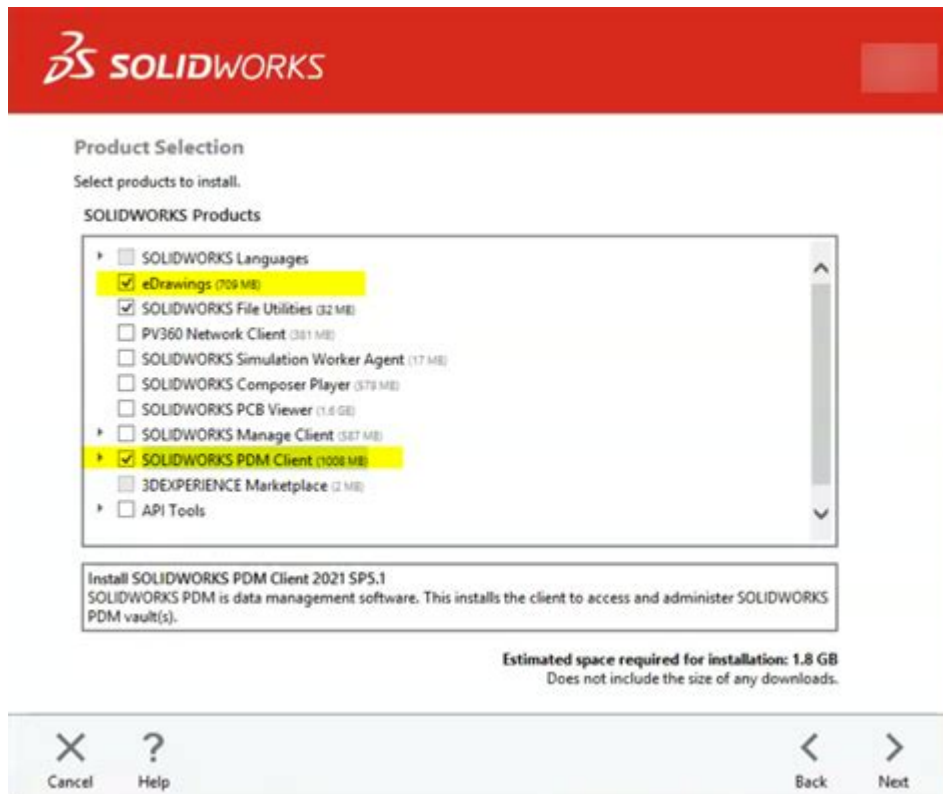 SOLIDWORKS
Product Selection
Select products to install.
SOLIDWORKS Products
SOLIDWORKS Languages
eDrawings (709 MB)
SOLIDWORKS File Utilities (32 MB)
PV360 Network Client (381 MB)
SOLIDWORKS Simulation Worker Agent (17 MB)
SOLIDWORKS Composer Player (578 MB)
SOLIDWORKS PCB Viewer (1.6 GB)
SOLIDWORKS Manage Client (587 MB)
SOLIDWORKS PDM Client (1008 MB)
3DEXPERIENCE Marketplace (2 MB)
API Tools
Install SOLIDWORKS PDM Client 2021 SP5.1
SOLIDWORKS PDM is data management software. This installs the client to access and administer SOLIDWORKS
PDM vault(s).
Estimated space required for installation: 1.8 GB
Does not include the size of any downloads.
Cancel Help Back Next